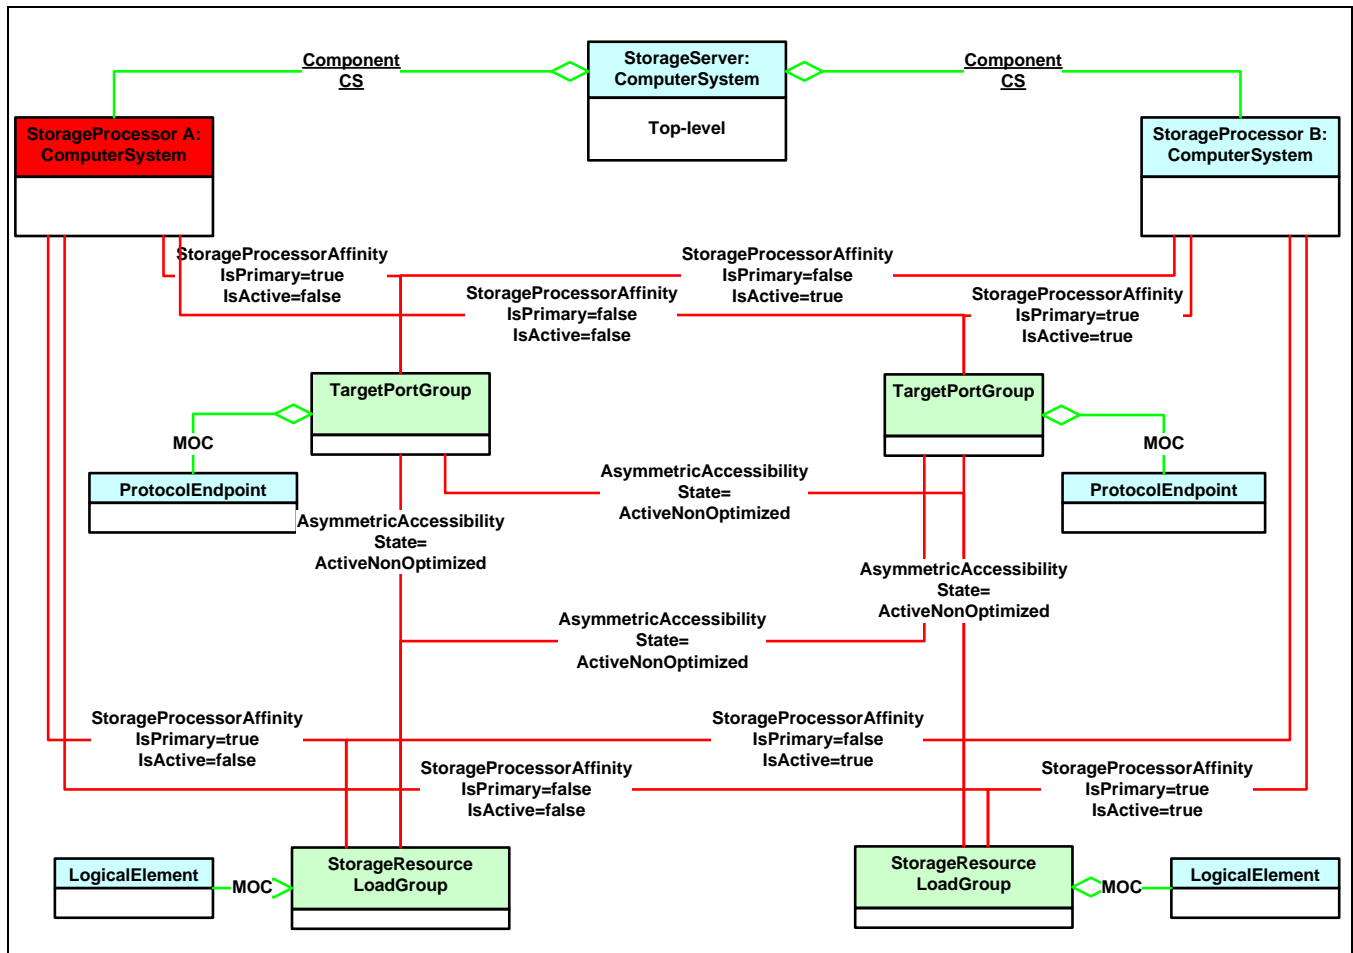 Component
CS
StorageServer:
ComputerSystem
Top-level
Component
CS
StorageProcessor A:
ComputerSystem
StorageProcessor B:
ComputerSystem
StorageProcessorAffinity
IsPrimary=true
IsActive=false
StorageProcessorAffinity
IsPrimary=false
IsActive=true
StorageProcessorAffinity
IsPrimary=false
IsActive=false
StorageProcessorAffinity
IsPrimary=true
IsActive=true
TargetPortGroup
TargetPortGroup
MOC
MOC
ProtocolEndpoint
ProtocolEndpoint
AsymmetricAccessibility
State=
ActiveNonOptimized
AsymmetricAccessibility
State=
ActiveNonOptimized
AsymmetricAccessibility
State=
ActiveNonOptimized
AsymmetricAccessibility
State=
ActiveNonOptimized
StorageProcessorAffinity
IsPrimary=true
IsActive=false
StorageProcessorAffinity
IsPrimary=false
IsActive=true
StorageProcessorAffinity
IsPrimary=false
IsActive=false
StorageProcessorAffinity
IsPrimary=true
IsActive=true
LogicalElement
MOC
StorageResource
LoadGroup
StorageResource
LoadGroup
MOC
LogicalElement